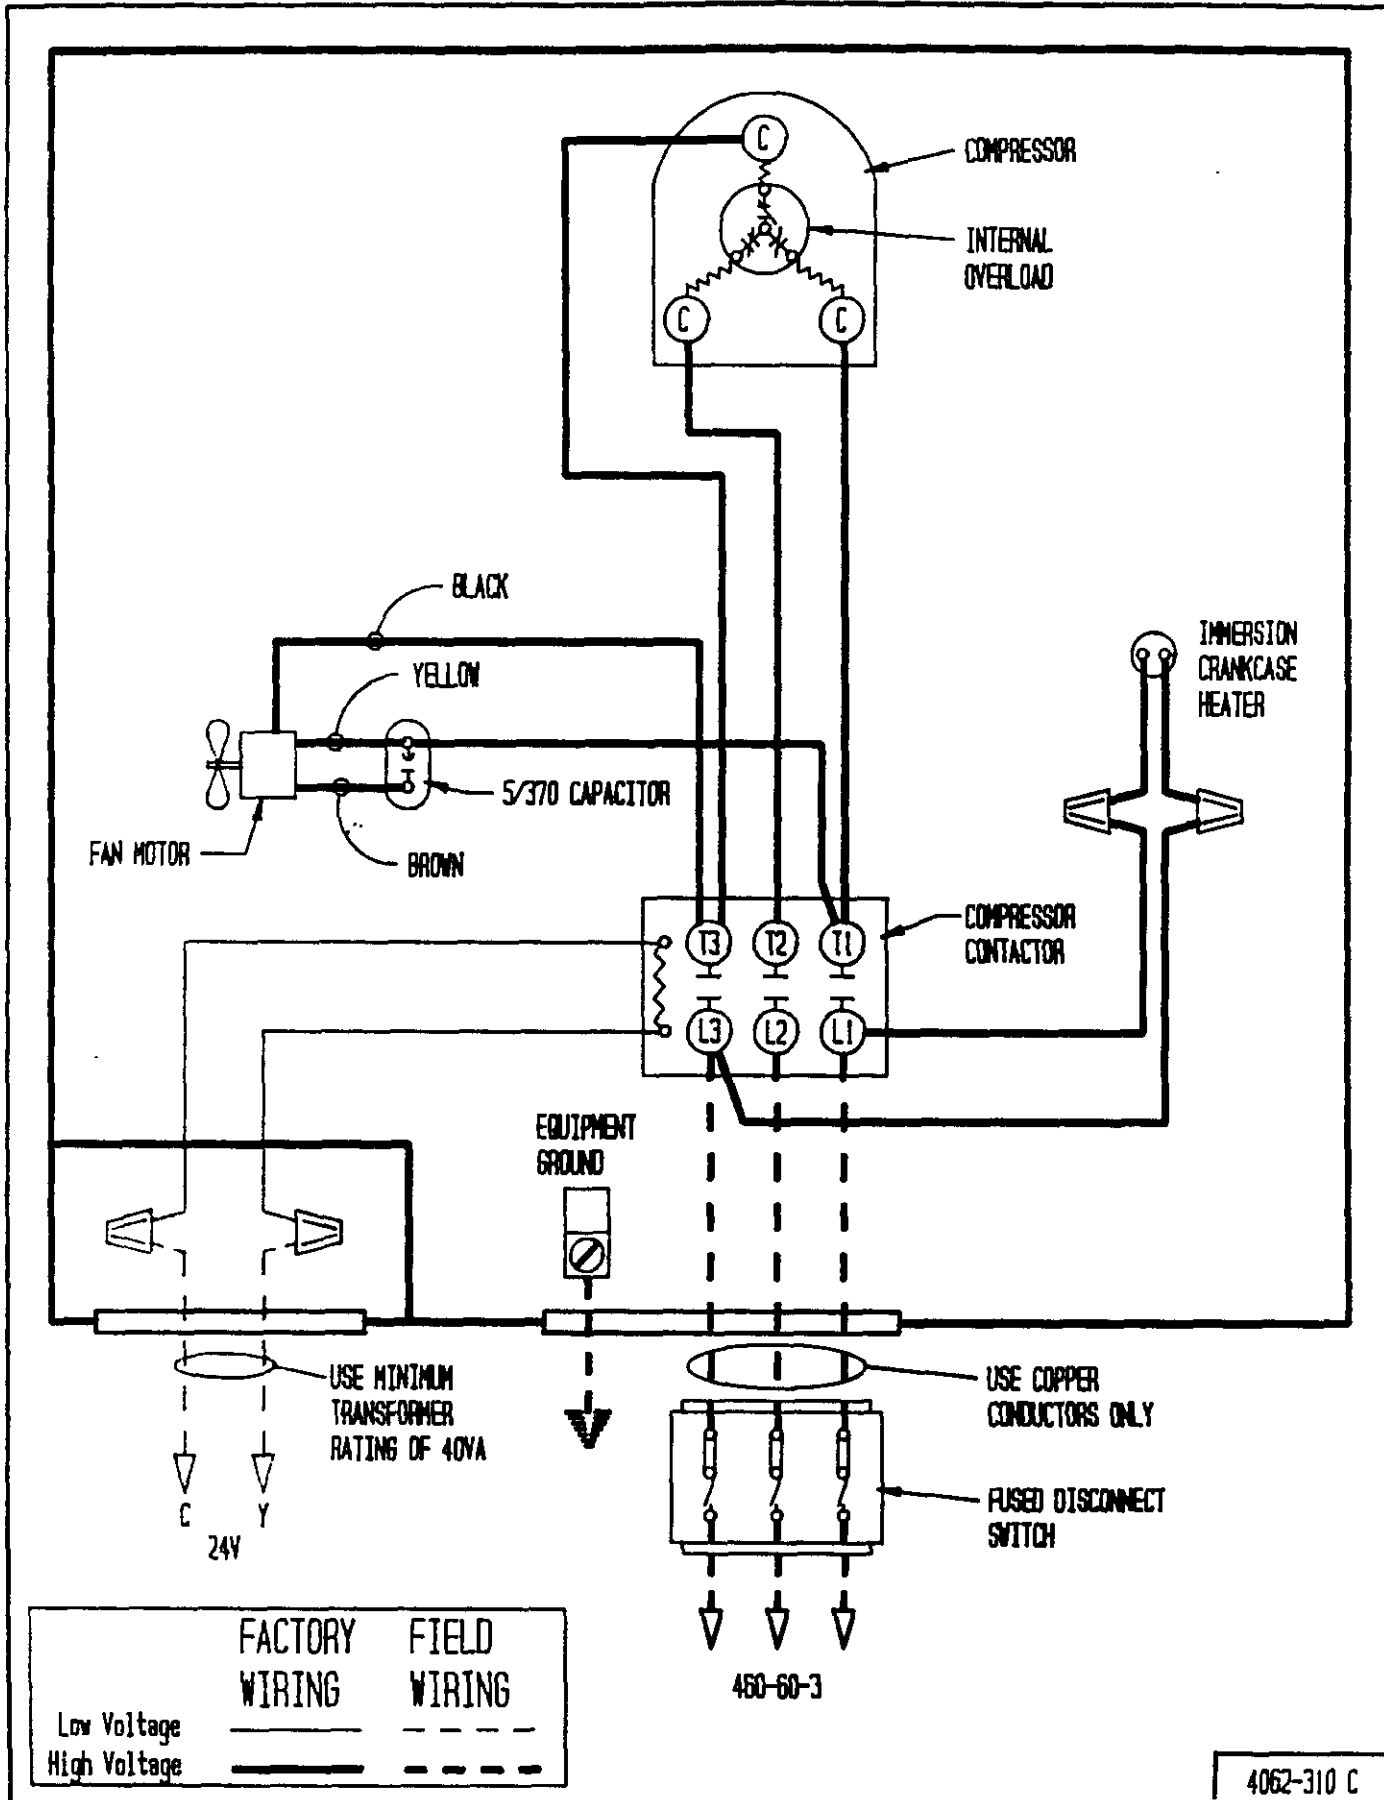 C
COMPRESSOR
INTERNAL
OVERLOAD
C
C
BLACK
YELLOW
IMMERSION
CRANKCASE
HEATER
5/370 CAPACITOR
FAN MOTOR
BROWN
COMPRESSOR
CONTACTOR
T3
T2
T1
L3
L2
L1
EQUIPMENT
GROUND
USE MINIMUM
TRANSFORMER
RATING OF 40VA
USE COPPER
CONDUCTORS ONLY
FUSED DISCONNECT
SWITCH
C
Y
24V
460-60-3
FACTORY
WIRING
FIELD
WIRING
Low Voltage
High Voltage
4062-310 C